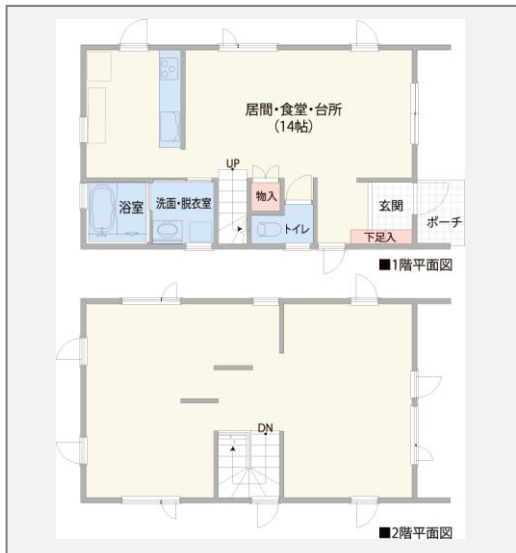 居間・食堂・台所
(14帖)
UP
物入
浴室
洗面・脱衣室
トイレ
玄関
ポーチ
下足入
■1階平面図
DN
■2階平面図